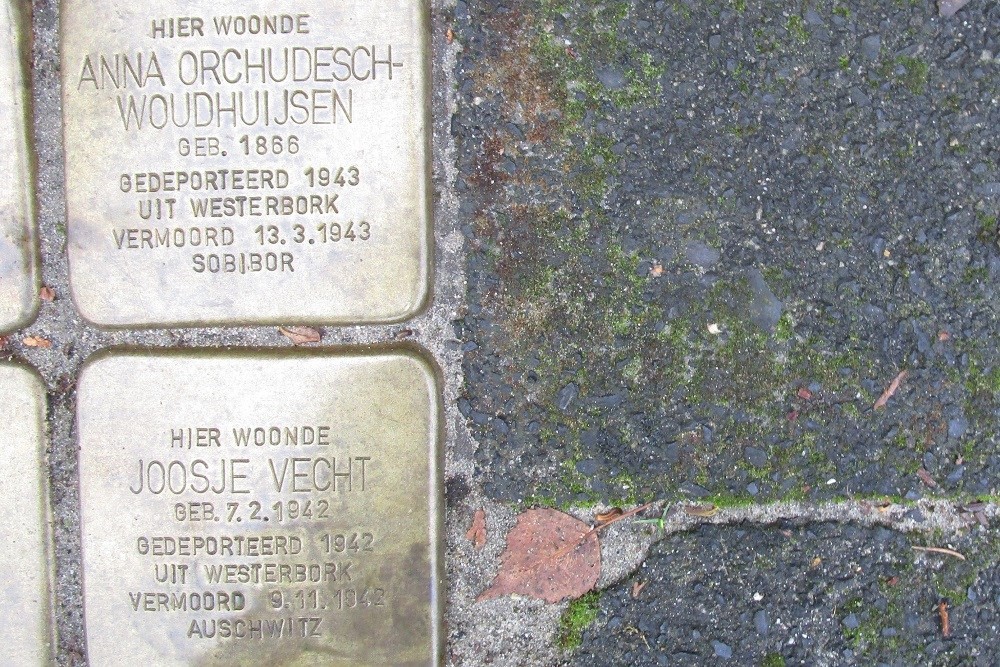 HIER WOONDE
ANNA ORCHUDESCH-
WOUDHUIJSEN
GEB. 1866
GEDEPORTEERD 1943
UIT WESTERBORK
VERMOORD 13.3.1943
SOBIBOR
HIER WOONDE
JOOSJE VECHT
GEB. 7.2.1942
GEDEPORTEERD 1942
UIT WESTERBORK
VERMOORD 9.11.1942
AUSCHWITZ